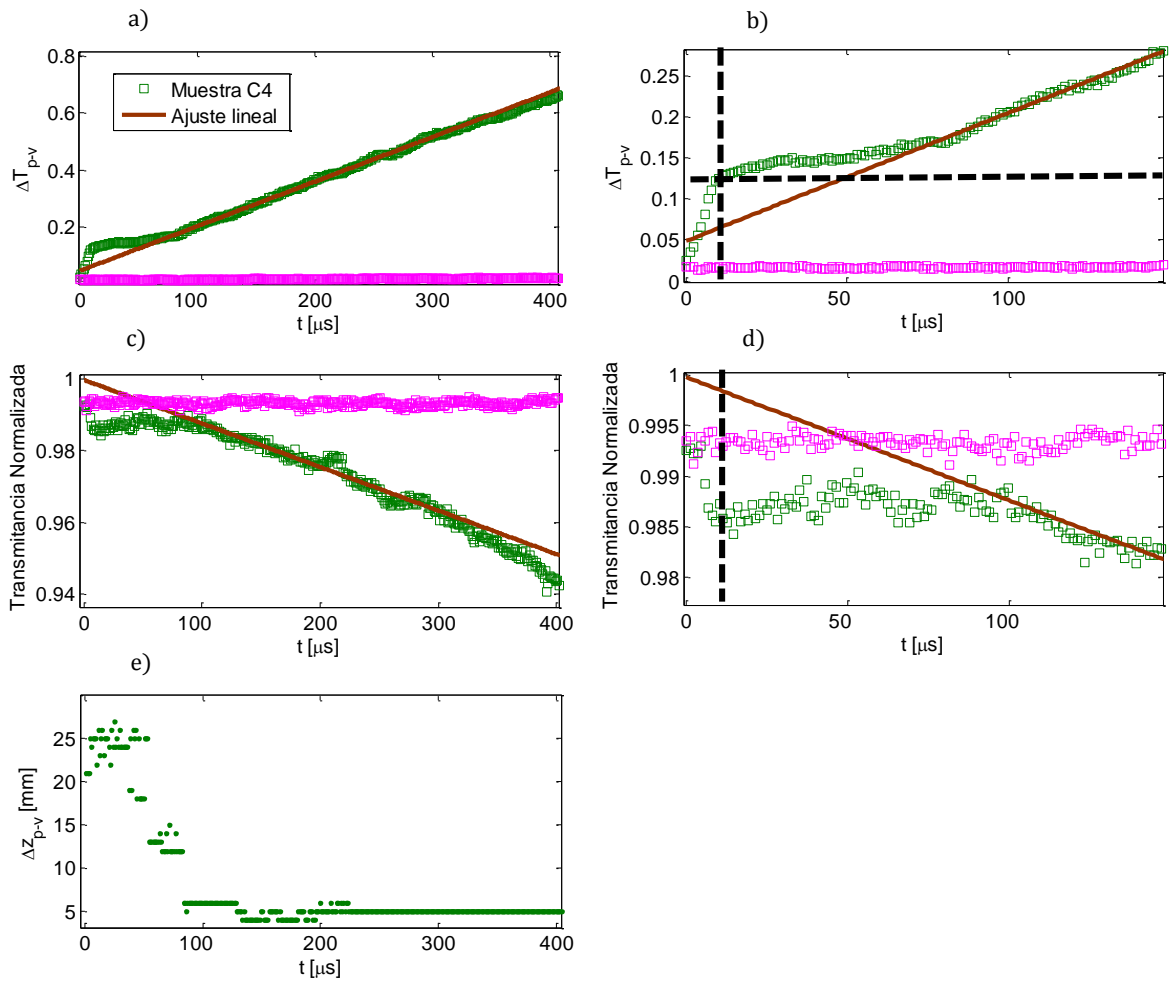 a)
0.8
0.6
0.4
0.2
ΔTp-v
Muestra C4
Ajuste lineal
0 100 200 300 400
t [μs]
b)
0.25
0.2
0.15
0.1
0.05
0
ΔTp-v
0 50 100
t [μs]
c)
1
0.98
0.96
0.94
Transmitancia Normalizada
0 100 200 300 400
t [μs]
d)
1
0.995
0.99
0.985
0.98
Transmitancia Normalizada
0 50 100
t [μs]
e)
25
20
15
10
5
Δzp-v [mm]
0 100 200 300 400
t [μs]